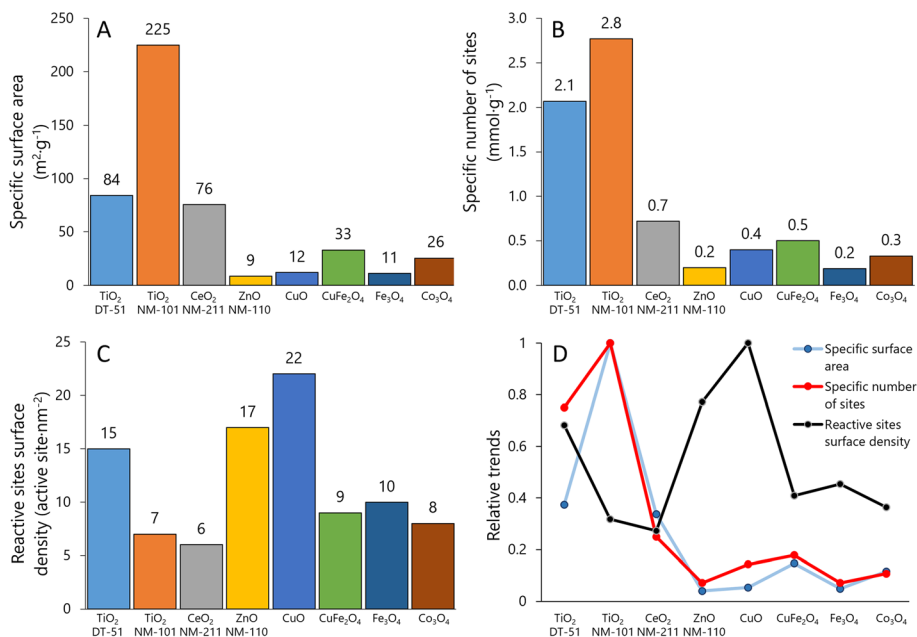 A
Specific surface area
(m²·g⁻¹)
250
200
150
100
50
0
84
225
76
9
12
33
11
26
TiO₂ TiO₂ CeO₂ ZnO CuO CuFe₂O₄ Fe₃O₄ Co₃O₄
DT-51 NM-101 NM-211 NM-110
B
Specific number of sites
(mmol·g⁻¹)
3.0
2.5
2.0
1.5
1.0
0.5
0.0
2.1
2.8
0.7
0.2
0.4
0.5
0.2
0.3
TiO₂ TiO₂ CeO₂ ZnO CuO CuFe₂O₄ Fe₃O₄ Co₃O₄
DT-51 NM-101 NM-211 NM-110
C
Reactive sites surface
density (active site·nm⁻²)
25
20
15
10
5
0
15
7
6
17
22
9
10
8
TiO₂ TiO₂ CeO₂ ZnO CuO CuFe₂O₄ Fe₃O₄ Co₃O₄
DT-51 NM-101 NM-211 NM-110
D
Relative trends
1
0.8
0.6
0.4
0.2
0
Specific surface
area
Specific number
of sites
Reactive sites
surface density
TiO₂ TiO₂ CeO₂ ZnO CuO CuFe₂O₄ Fe₃O₄ Co₃O₄
DT-51 NM-101 NM-211 NM-110